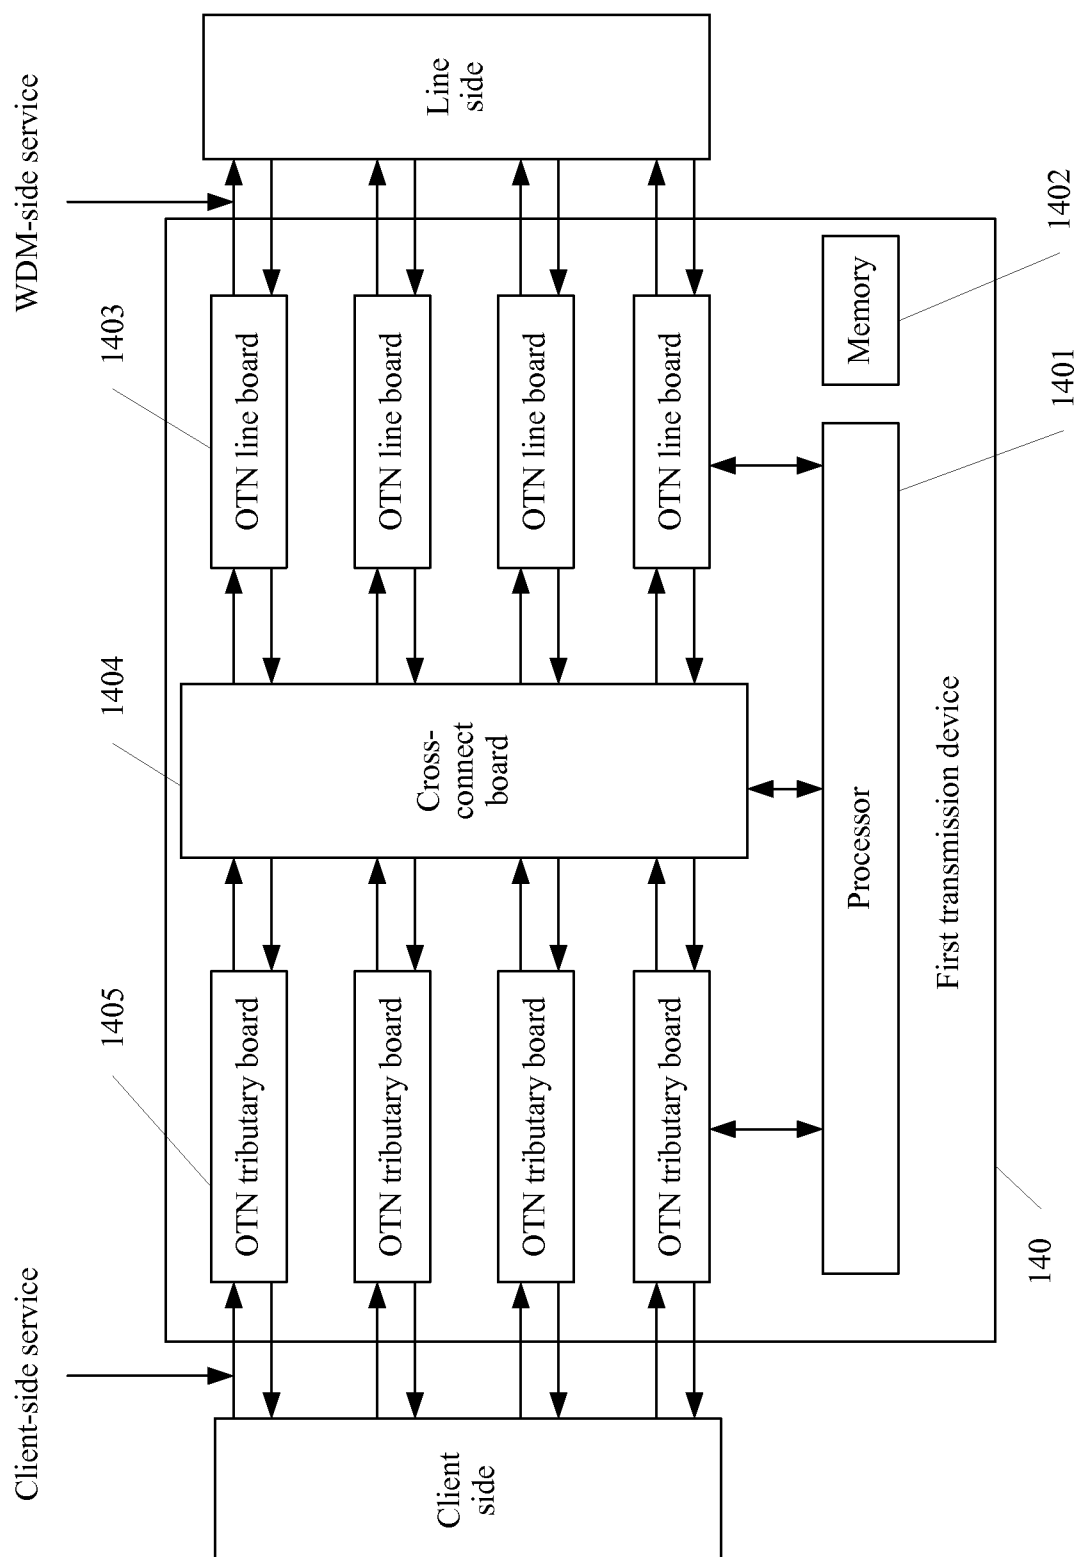 Client-side service
WDM-side service
1405
1404
1403
OTN tributary board
OTN line board
OTN tributary board
OTN line board
Client
side
Cross-
connect
board
Line
side
OTN tributary board
OTN line board
OTN tributary board
OTN line board
Processor
Memory
First transmission device
140
1401
1402